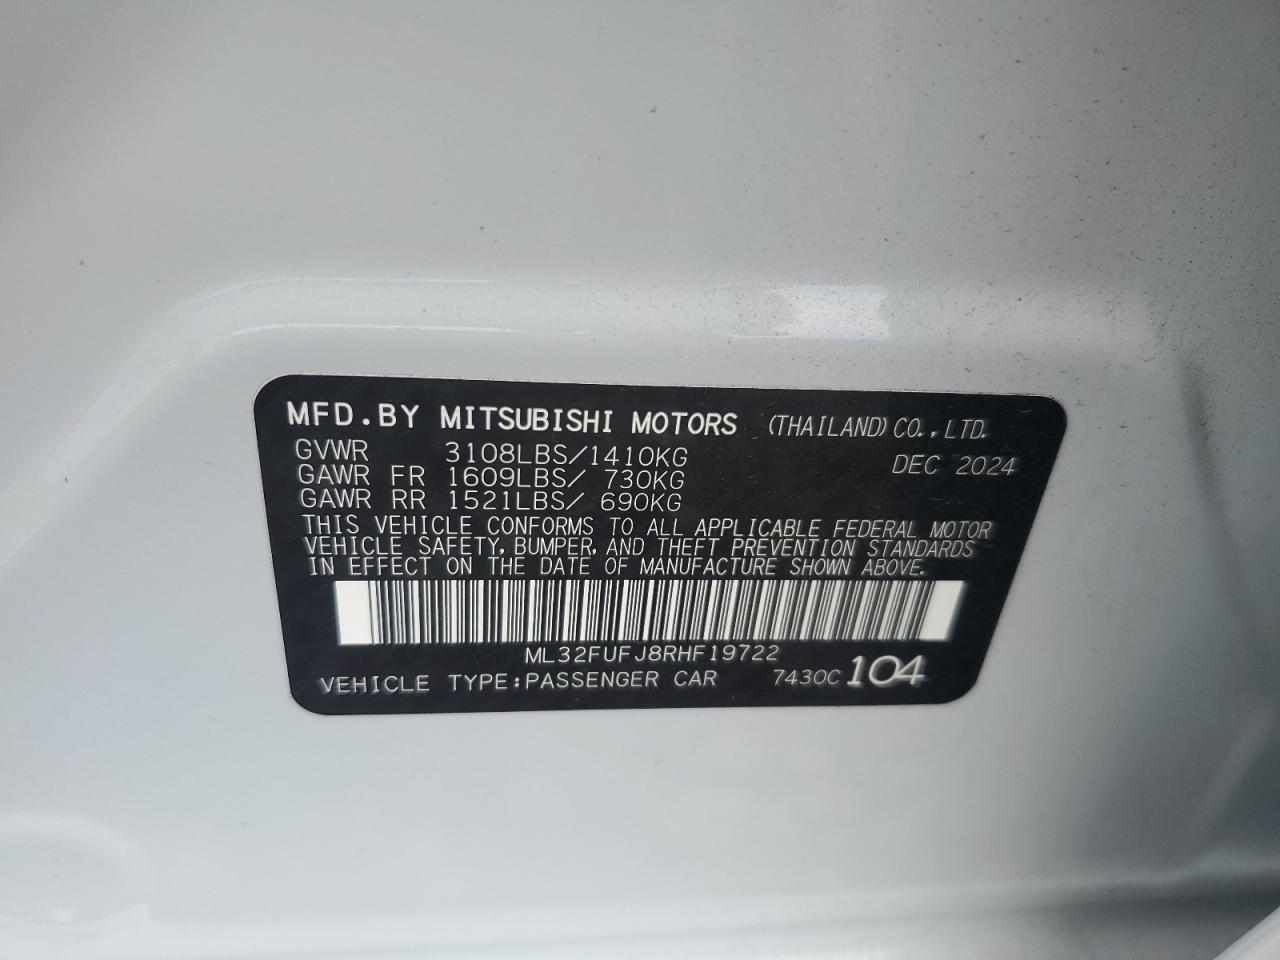 MFD.BY MITSUBISHI MOTORS (THAILAND) CO., LTD.
GVWR 3108LBS/1410KG DEC 2024
GAWR FR 1609LBS/ 730KG
GAWR RR 1521LBS/ 690KG
THIS VEHICLE CONFORMS TO ALL APPLICABLE FEDERAL MOTOR
VEHICLE SAFETY, BUMPER, AND THEFT PREVENTION STANDARDS
IN EFFECT ON THE DATE OF MANUFACTURE SHOWN ABOVE.
ML32FUFJ8RHF19722
VEHICLE TYPE:PASSENGER CAR 7430C 104